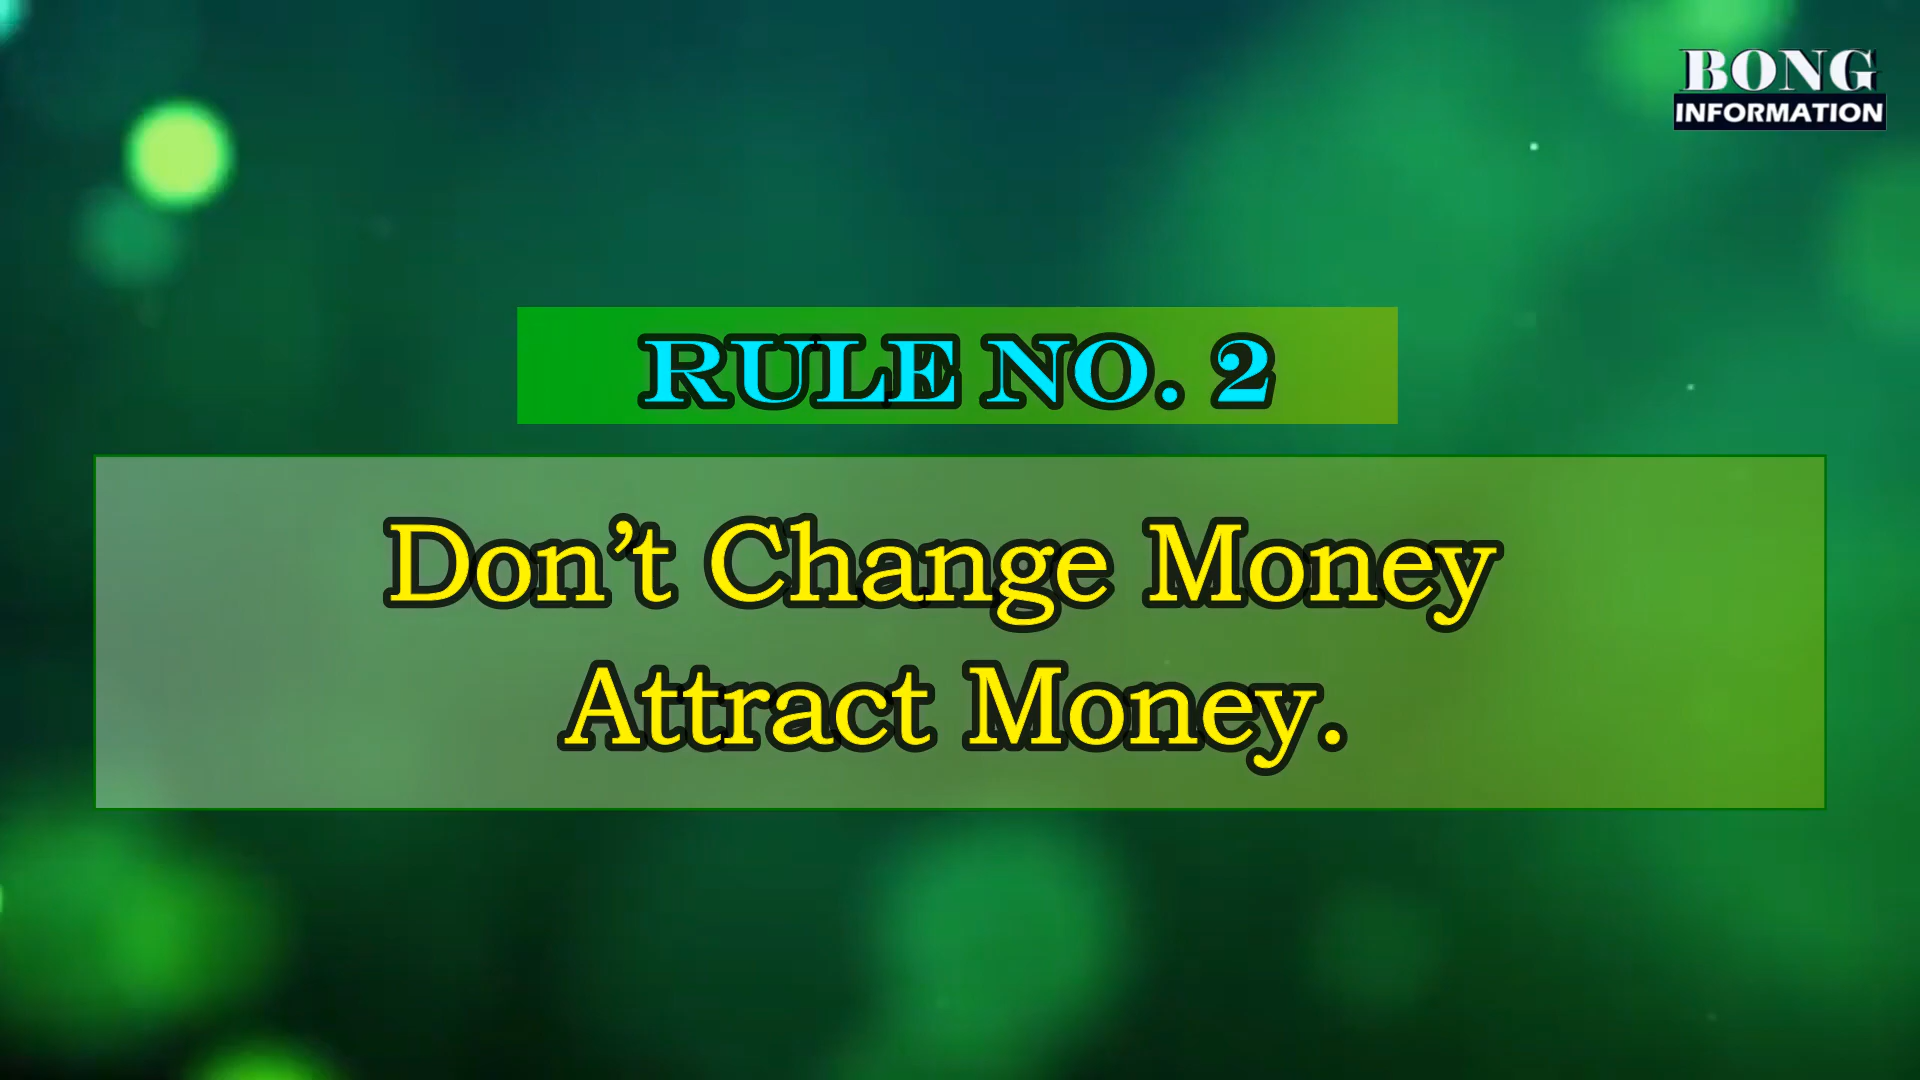 BONG
INFORMATION
RULE NO. 2
Don’t Change Money
Attract Money.